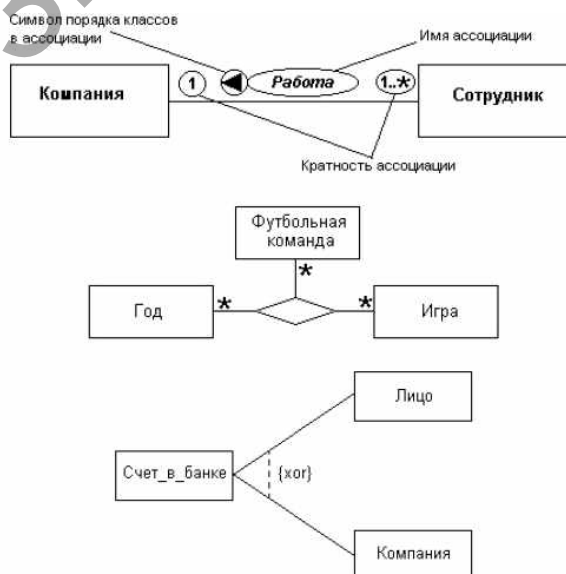 Символ порядка классов
в ассоциации
Имя ассоциации
Компания
1
Работа
1..*
Сотрудник
Кратность ассоциации
Футбольная
команда
*
Год
*
*
Игра
Лицо
Счет_в_банке
{xor}
Компания